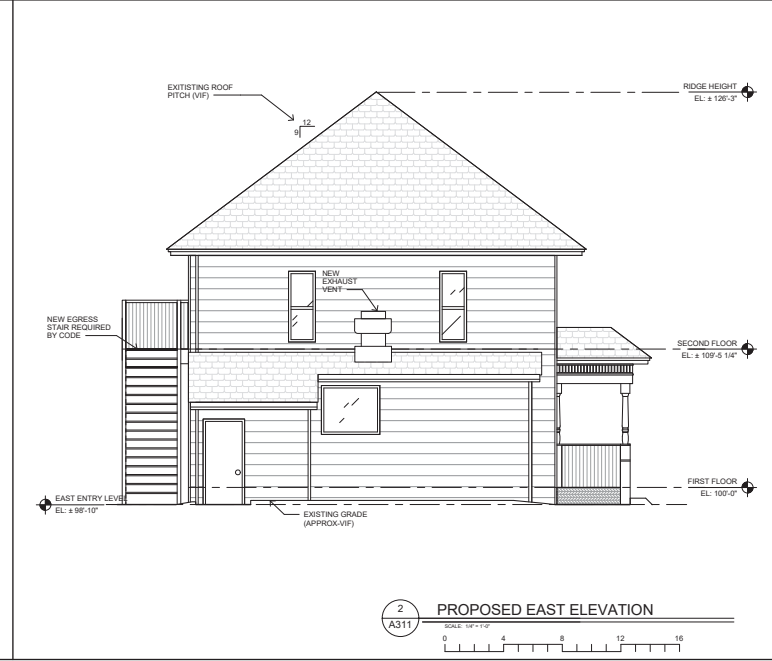 EXITISTING ROOF
PITCH (VIF)
12
9
RIDGE HEIGHT
EL: ± 126'-3"
NEW
EXHAUST
VENT
NEW EGRESS
STAIR REQUIRED
BY CODE
SECOND FLOOR
EL: ± 109'-5 1/4"
FIRST FLOOR
EL: 100'-0"
EAST ENTRY LEVEL
EL: ± 98'-10"
EXISTING GRADE
(APPROX-VIF)
2
A311
PROPOSED EAST ELEVATION
SCALE: 1/4" = 1'-0"
0 4 8 12 16